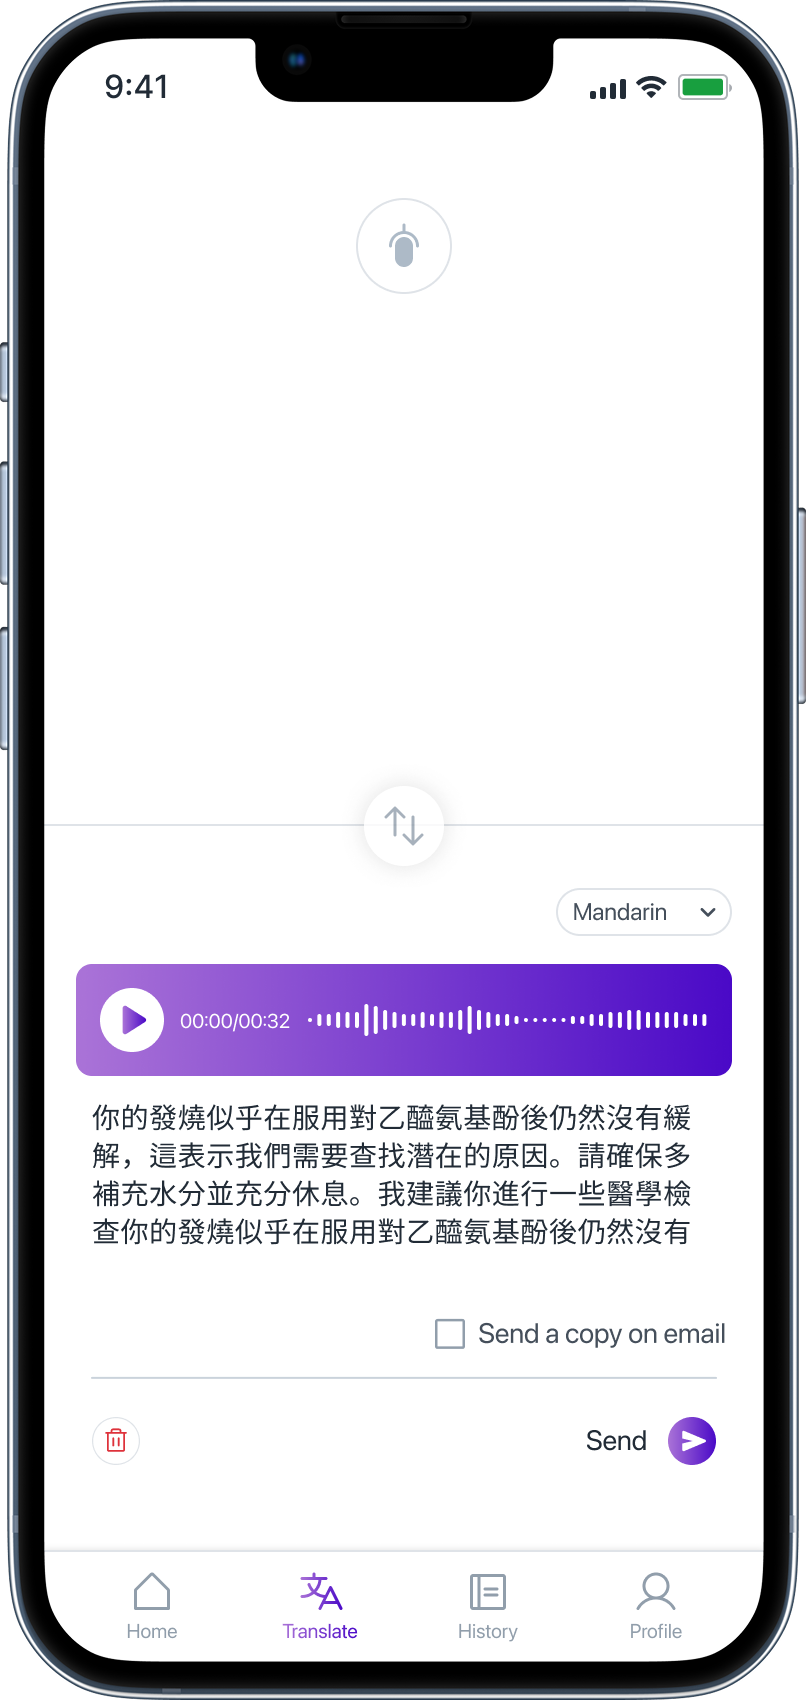 9:41
Mandarin
00:00/00:32
你的發燒似乎在服用對乙醯氨基酚後仍然沒有緩
解，這表示我們需要查找潛在的原因。請確保多
補充水分並充分休息。我建議你進行一些醫學檢
查你的發燒似乎在服用對乙醯氨基酚後仍然沒有
Send a copy on email
Send
Home
Translate
History
Profile